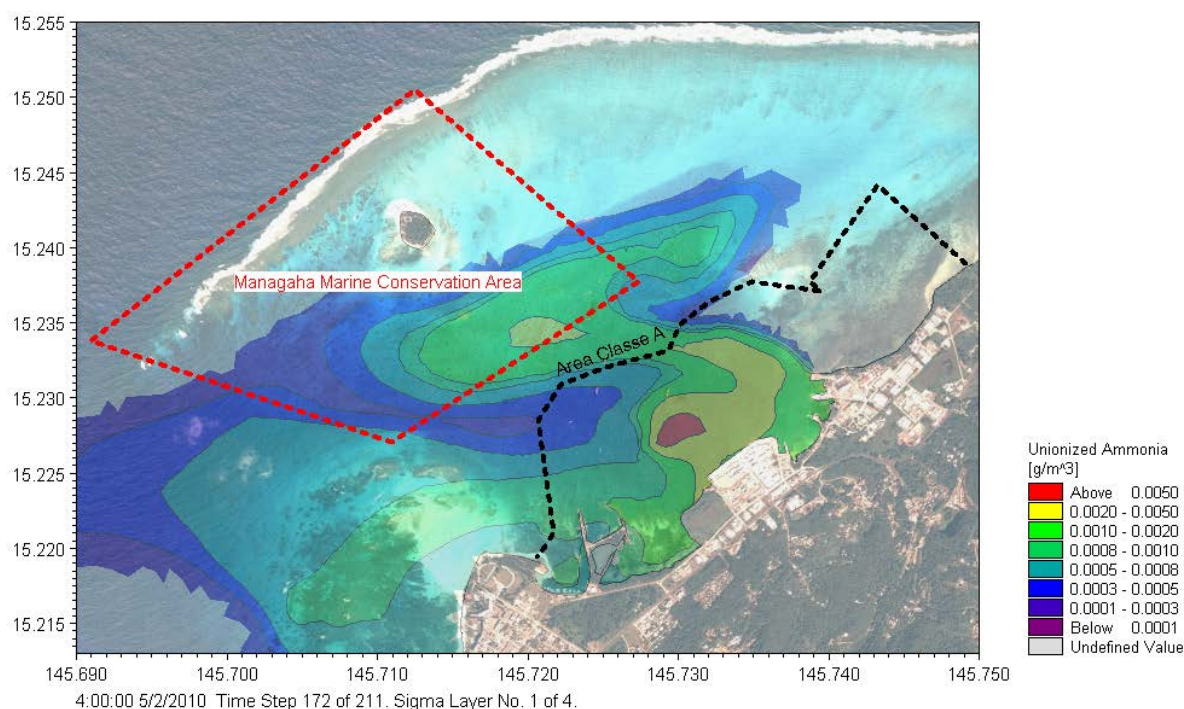 15.255
15.250
15.245
15.240
15.235
15.230
15.225
15.220
15.215
Managaha Marine Conservation Area
Area Classe A
145.690 145.700 145.710 145.720 145.730 145.740 145.750
4:00:00 5/2/2010 Time Step 172 of 211. Sigma Layer No. 1 of 4.
Unionized Ammonia
[g/m^3]
Above 0.0050
0.0020 - 0.0050
0.0010 - 0.0020
0.0008 - 0.0010
0.0005 - 0.0008
0.0003 - 0.0005
0.0001 - 0.0003
Below 0.0001
Undefined Value